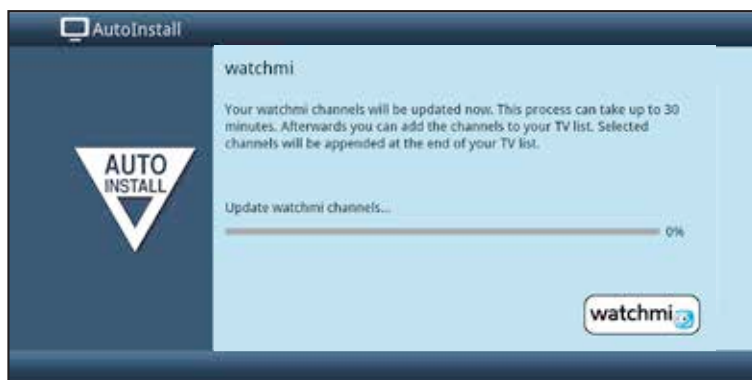 AutoInstall
watchmi
Your watchmi channels will be updated now. This process can take up to 30
minutes. Afterwards you can add the channels to your TV list. Selected
channels will be appended at the end of your TV list.
AUTO
INSTALL
Update watchmi channels...
0%
watchmi